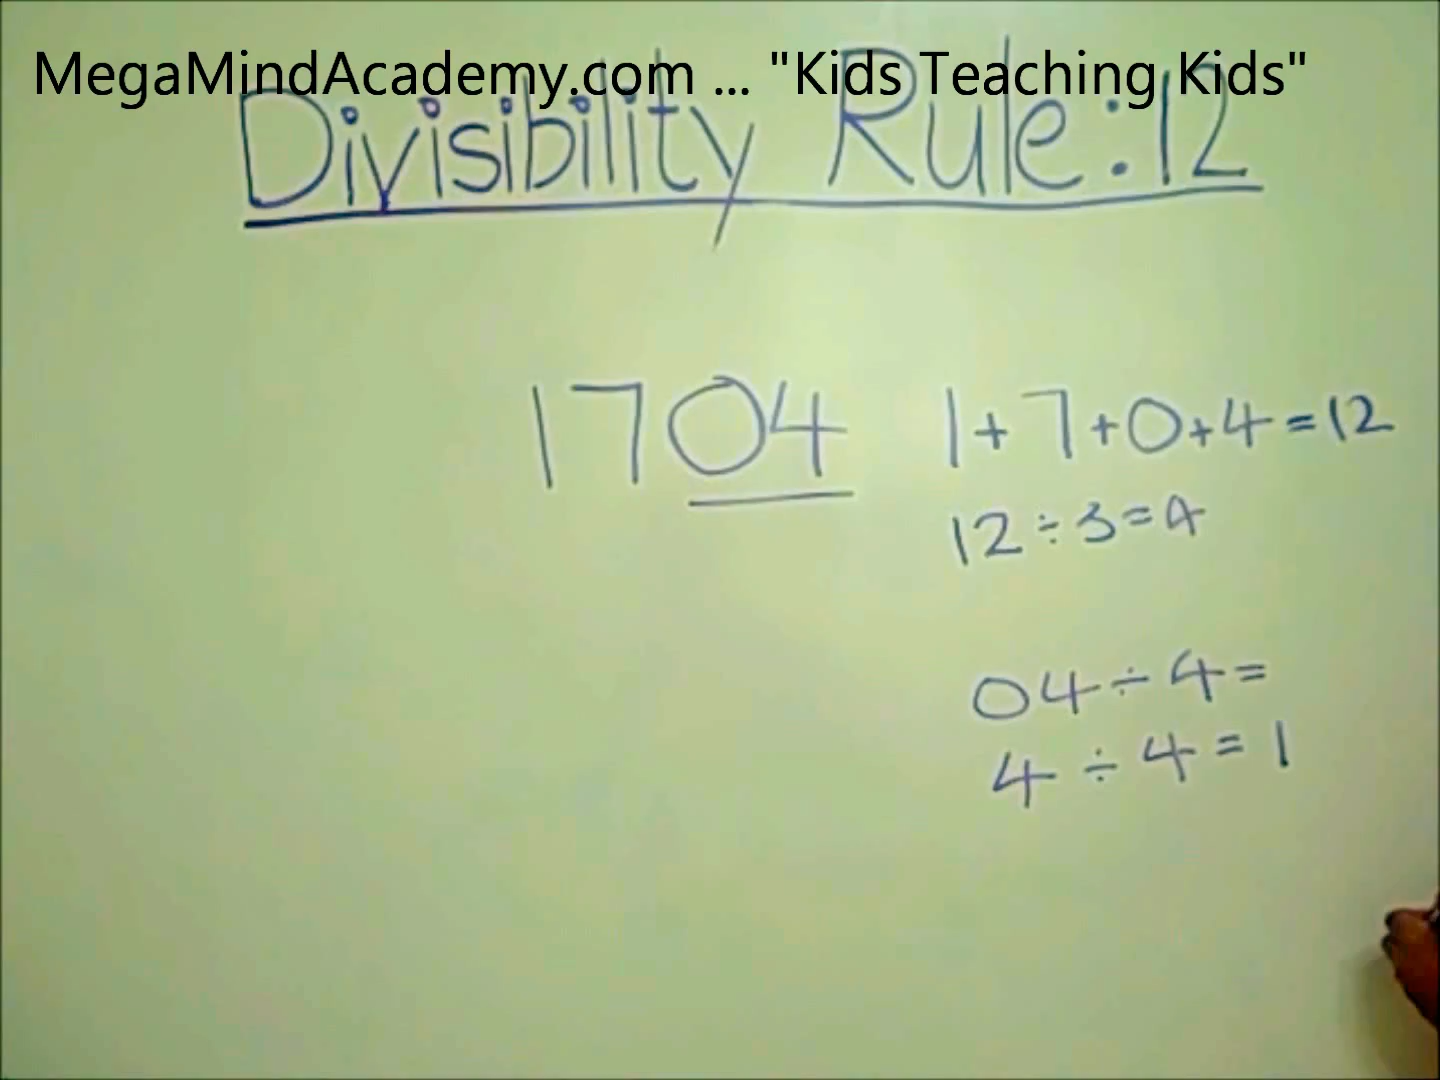 MegaMindAcademy.com ... "Kids Teaching Kids"
Divisibility Rule:12
1704 1+7+0+4=12
12÷3=4
04÷4=
4÷4=1